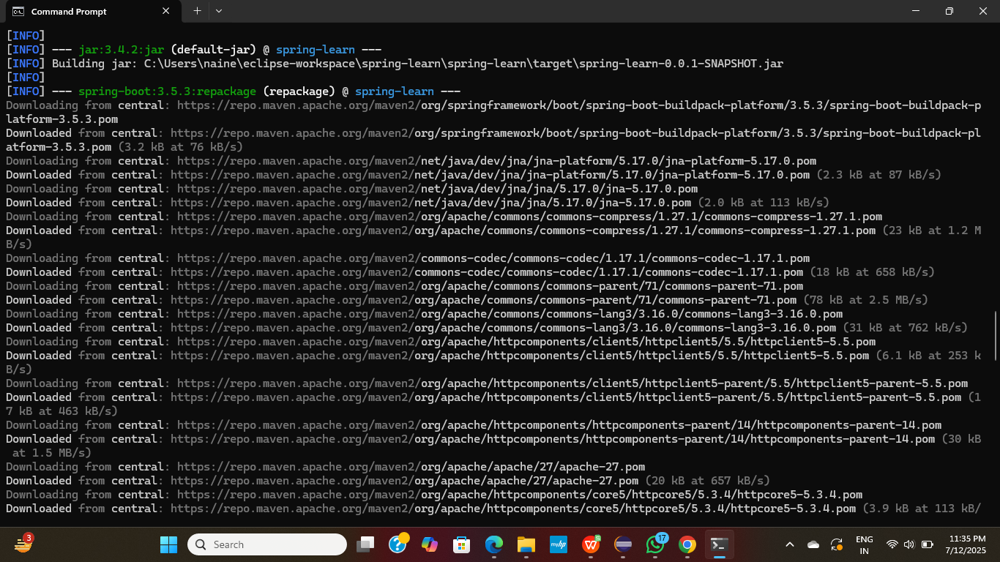 Command Prompt
[INFO]
[INFO] --- jar:3.4.2:jar (default-jar) @ spring-learn ---
[INFO] Building jar: C:\Users\naine\eclipse-workspace\spring-learn\spring-learn\target\spring-learn-0.0.1-SNAPSHOT.jar
[INFO]
[INFO] --- spring-boot:3.5.3:repackage (repackage) @ spring-learn ---
Downloading from central: https://repo.maven.apache.org/maven2/org/springframework/boot/spring-boot-buildpack-platform/3.5.3/spring-boot-buildpack-p
latform-3.5.3.pom
Downloaded from central: https://repo.maven.apache.org/maven2/org/springframework/boot/spring-boot-buildpack-platform/3.5.3/spring-boot-buildpack-pl
atform-3.5.3.pom (3.2 kB at 76 kB/s)
Downloading from central: https://repo.maven.apache.org/maven2/net/java/dev/jna/jna-platform/5.17.0/jna-platform-5.17.0.pom
Downloaded from central: https://repo.maven.apache.org/maven2/net/java/dev/jna/jna-platform/5.17.0/jna-platform-5.17.0.pom (2.3 kB at 87 kB/s)
Downloading from central: https://repo.maven.apache.org/maven2/net/java/dev/jna/jna/5.17.0/jna-5.17.0.pom
Downloaded from central: https://repo.maven.apache.org/maven2/net/java/dev/jna/jna/5.17.0/jna-5.17.0.pom (2.0 kB at 113 kB/s)
Downloading from central: https://repo.maven.apache.org/maven2/org/apache/commons/commons-compress/1.27.1/commons-compress-1.27.1.pom
Downloaded from central: https://repo.maven.apache.org/maven2/org/apache/commons/commons-compress/1.27.1/commons-compress-1.27.1.pom (23 kB at 1.2 M
B/s)
Downloading from central: https://repo.maven.apache.org/maven2/commons-codec/commons-codec/1.17.1/commons-codec-1.17.1.pom
Downloaded from central: https://repo.maven.apache.org/maven2/commons-codec/commons-codec/1.17.1/commons-codec-1.17.1.pom (18 kB at 658 kB/s)
Downloading from central: https://repo.maven.apache.org/maven2/org/apache/commons/commons-parent/71/commons-parent-71.pom
Downloaded from central: https://repo.maven.apache.org/maven2/org/apache/commons/commons-parent/71/commons-parent-71.pom (78 kB at 2.5 MB/s)
Downloading from central: https://repo.maven.apache.org/maven2/org/apache/commons/commons-lang3/3.16.0/commons-lang3-3.16.0.pom
Downloaded from central: https://repo.maven.apache.org/maven2/org/apache/commons/commons-lang3/3.16.0/commons-lang3-3.16.0.pom (31 kB at 762 kB/s)
Downloading from central: https://repo.maven.apache.org/maven2/org/apache/httpcomponents/client5/httpclient5/5.5/httpclient5-5.5.pom
Downloaded from central: https://repo.maven.apache.org/maven2/org/apache/httpcomponents/client5/httpclient5/5.5/httpclient5-5.5.pom (6.1 kB at 253 k
B/s)
Downloading from central: https://repo.maven.apache.org/maven2/org/apache/httpcomponents/client5/httpclient5-parent/5.5/httpclient5-parent-5.5.pom
Downloaded from central: https://repo.maven.apache.org/maven2/org/apache/httpcomponents/client5/httpclient5-parent/5.5/httpclient5-parent-5.5.pom (1
7 kB at 463 kB/s)
Downloading from central: https://repo.maven.apache.org/maven2/org/apache/httpcomponents/httpcomponents-parent/14/httpcomponents-parent-14.pom
Downloaded from central: https://repo.maven.apache.org/maven2/org/apache/httpcomponents/httpcomponents-parent/14/httpcomponents-parent-14.pom (30 kB
 at 1.5 MB/s)
Downloading from central: https://repo.maven.apache.org/maven2/org/apache/apache/27/apache-27.pom
Downloaded from central: https://repo.maven.apache.org/maven2/org/apache/apache/27/apache-27.pom (20 kB at 657 kB/s)
Downloading from central: https://repo.maven.apache.org/maven2/org/apache/httpcomponents/core5/httpcore5/5.3.4/httpcore5-5.3.4.pom
Downloaded from central: https://repo.maven.apache.org/maven2/org/apache/httpcomponents/core5/httpcore5/5.3.4/httpcore5-5.3.4.pom (3.9 kB at 113 kB/
3
Search
myhp
17
ENG
IN
11:35 PM
7/12/2025